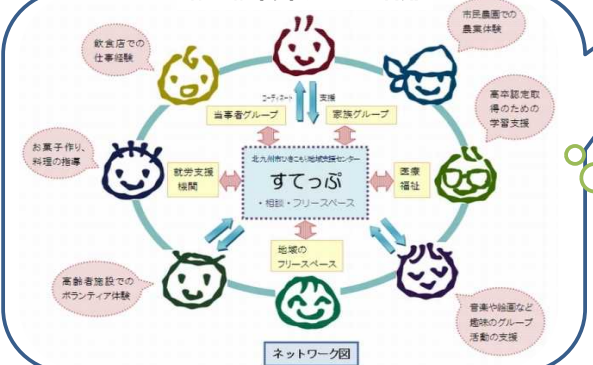 飲食店での
仕事経験
市民農園での
農業体験
コーディネート
支援
当事者グループ
家族グループ
高卒認定取
得のための
学習支援
お菓子作り、
料理の指導
就労支援
機関
北九州市ひきこもり地域支援センター
すてっぷ
・相談・フリースペース
医療
福祉
地域の
フリースペース
高齢者施設での
ボランティア体験
音楽や絵画など
趣味のグループ
活動の支援
ネットワーク図